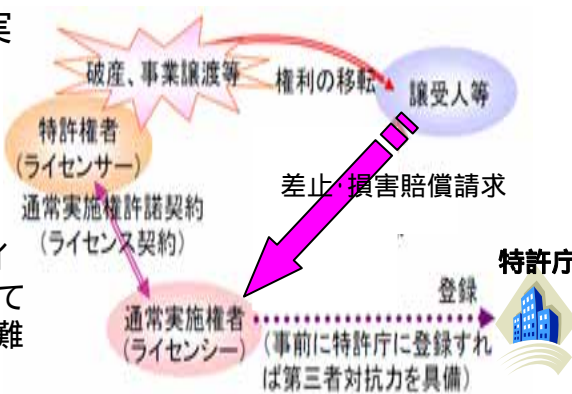 実
破産、事業譲渡等
権利の移転
譲受人等
特許権者
(ライセンサー)
差止・損害賠償請求
通常実施権許諾契約
(ライセンス契約)
イ
て
難
特許庁
登録
通常実施権者
(ライセンシー)
(事前に特許庁に登録すれ
ば第三者対抗力を具備)